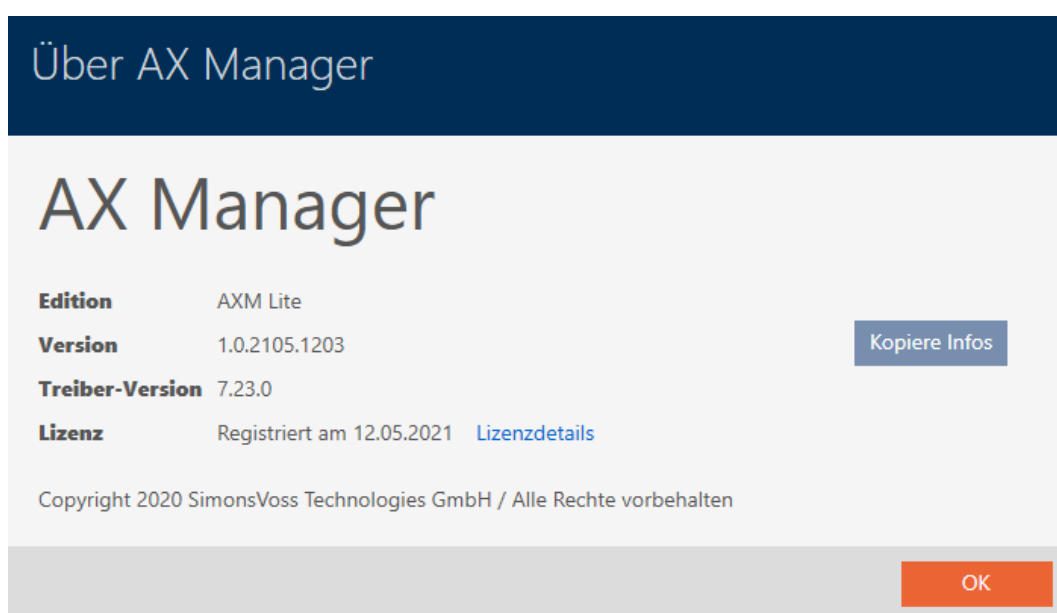 Über AX Manager
AX Manager
Edition AXM Lite
Version 1.0.2105.1203
Kopiere Infos
Treiber-Version 7.23.0
Lizenz Registriert am 12.05.2021 Lizenzdetails
Copyright 2020 SimonsVoss Technologies GmbH / Alle Rechte vorbehalten
OK